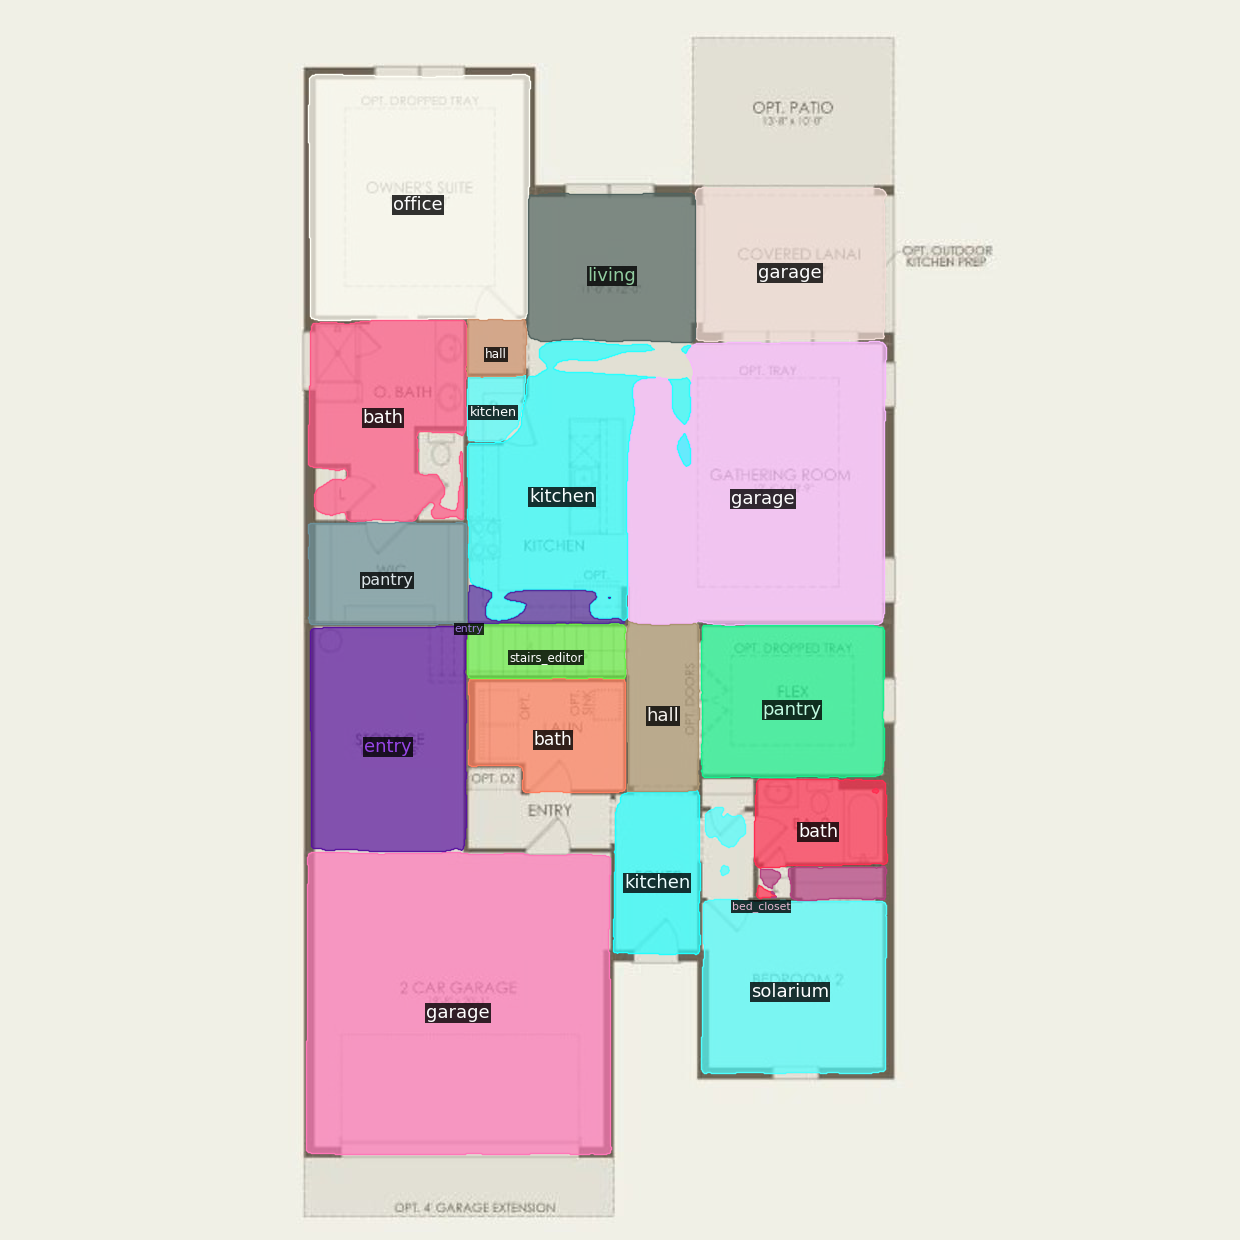 OPT. DROPPED TRAY
OPT. PATIO
13'-8" x 10'-0"
OWNER'S SUITE
office
COVERED LANAI
OPT. OUTDOOR
KITCHEN PREP
living
garage
hall
OPT. TRAY
O. BATH
kitchen
bath
GATHERING ROOM
kitchen
garage
KITCHEN
OPT.
WIC
pantry
entry
stairs_editor
OPT. DROPPED TRAY
OPT. DOORS
FLEX
OPT.
OPT.
SINK
pantry
hall
bath
STORAGE
entry
OPT. DZ
ENTRY
bath
kitchen
bed_closet
BEDROOM 2
solarium
2 CAR GARAGE
garage
OPT. 4' GARAGE EXTENSION